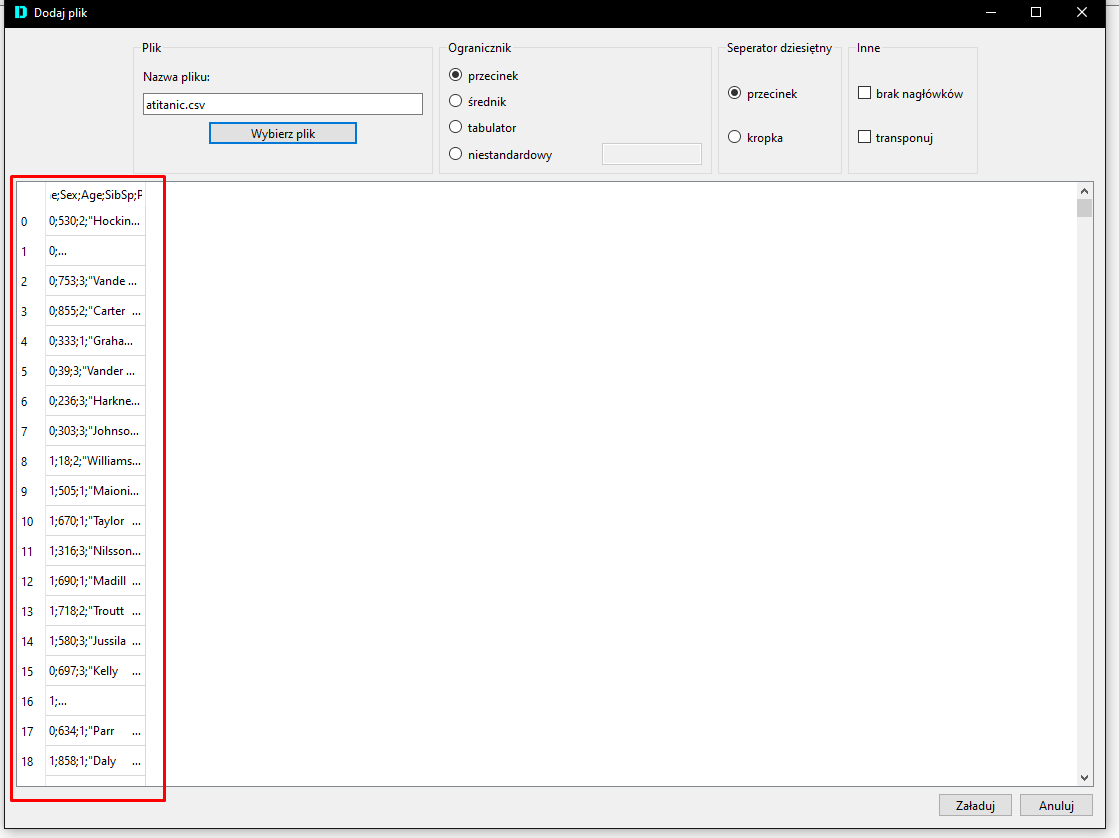 Dodaj plik
Plik
Nazwa pliku:
atitanic.csv
Wybierz plik
Ogranicznik
przecinek
średnik
tabulator
niestandardowy
Seperator dziesiętny
przecinek
kropka
Inne
brak nagłówków
transponuj
e;Sex;Age;SibSp;F
0 0;530;2;"Hockin...
1 0;...
2 0;753;3;"Vande ...
3 0;855;2;"Carter ...
4 0;333;1;"Graha...
5 0;39;3;"Vander ...
6 0;236;3;"Harkne...
7 0;303;3;"Johnso...
8 1;18;2;"Williams...
9 1;505;1;"Maioni...
10 1;670;1;"Taylor ...
11 1;316;3;"Nilsson...
12 1;690;1;"Madill ...
13 1;718;2;"Troutt ...
14 1;580;3;"Jussila ...
15 0;697;3;"Kelly ...
16 1;...
17 0;634;1;"Parr ...
18 1;858;1;"Daly ...
Załaduj
Anuluj